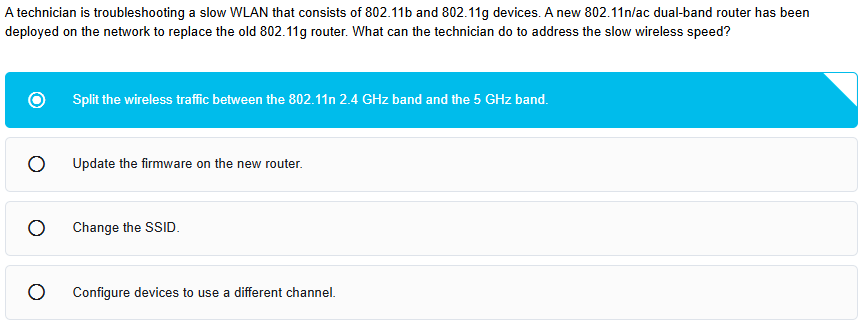 A technician is troubleshooting a slow WLAN that consists of 802.11b and 802.11g devices. A new 802.11n/ac dual-band router has been
deployed on the network to replace the old 802.11g router. What can the technician do to address the slow wireless speed?
Split the wireless traffic between the 802.11n 2.4 GHz band and the 5 GHz band.
Update the firmware on the new router.
Change the SSID.
Configure devices to use a different channel.